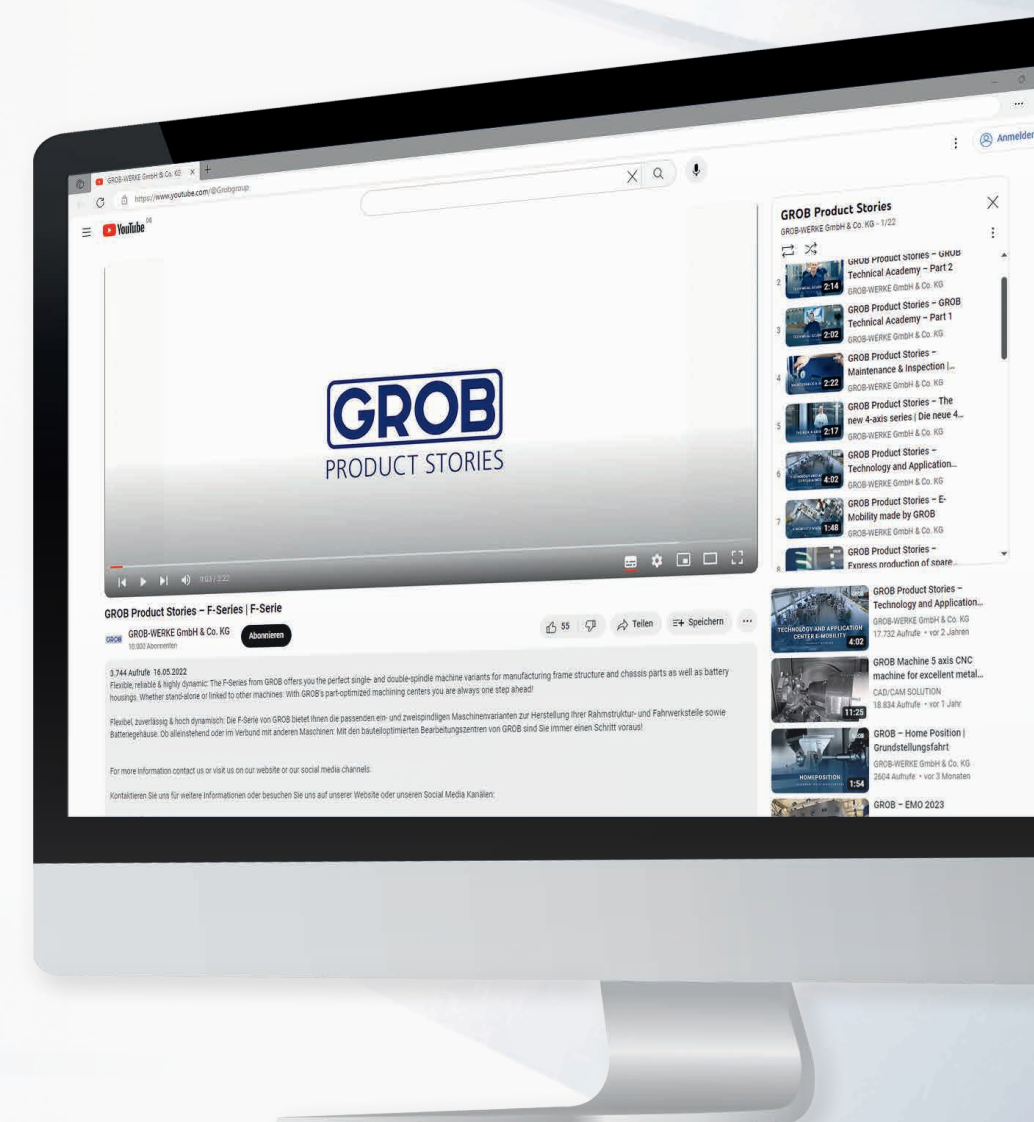 GROB-WERKE GmbH & Co. KG
https://www.youtube.com/@Grobgroup
Anmelden
YouTube DE
GROB
PRODUCT STORIES
0:03 / 3:22
GROB Product Stories – F-Series | F-Serie
GROB
GROB-WERKE GmbH & Co. KG
10.000 Abonnenten
Abonnieren
55
Teilen
Speichern
3.744 Aufrufe 16.05.2022
Flexible, reliable & highly dynamic: The F-Series from GROB offers you the perfect single- and double-spindle machine variants for manufacturing frame structure and chassis parts as well as battery
housings. Whether stand-alone or linked to other machines: With GROB's part-optimized machining centers you are always one step ahead!
Flexibel, zuverlässig & hoch dynamisch: Die F-Serie von GROB bietet Ihnen die passenden ein- und zweispindligen Maschinenvarianten zur Herstellung Ihrer Rahmstruktur- und Fahrwerksteile sowie
Batteriegehäuse. Ob alleinstehend oder im Verbund mit anderen Maschinen: Mit den bauteiloptimierten Bearbeitungszentren von GROB sind Sie immer einen Schritt voraus!
For more information contact us or visit us on our website or our social media channels:
Kontaktieren Sie uns für weitere Informationen oder besuchen Sie uns auf unserer Website oder unseren Social Media Kanälen:
GROB Product Stories
GROB-WERKE GmbH & Co. KG - 1/22
2
2:14
GROB Product Stories – GROB
Technical Academy – Part 2
GROB-WERKE GmbH & Co. KG
3
2:02
GROB Product Stories – GROB
Technical Academy – Part 1
GROB-WERKE GmbH & Co. KG
4
2:22
GROB Product Stories –
Maintenance & Inspection |...
GROB-WERKE GmbH & Co. KG
5
2:17
GROB Product Stories – The
new 4-axis series | Die neue 4...
GROB-WERKE GmbH & Co. KG
6
4:02
GROB Product Stories –
Technology and Application...
GROB-WERKE GmbH & Co. KG
7
1:48
GROB Product Stories – E-
Mobility made by GROB
GROB-WERKE GmbH & Co. KG
8
GROB Product Stories –
Express production of spare...
TECHNOLOGY AND APPLICATION
CENTER E-MOBILITY
4:02
GROB Product Stories –
Technology and Application...
GROB-WERKE GmbH & Co. KG
17.732 Aufrufe • vor 2 Jahren
11:25
GROB Machine 5 axis CNC
machine for excellent metal...
CAD/CAM SOLUTION
18.834 Aufrufe • vor 1 Jahr
HOMEPOSITION
1:54
GROB – Home Position |
Grundstellungsfahrt
GROB-WERKE GmbH & Co. KG
2604 Aufrufe • vor 3 Monaten
GROB – EMO 2023